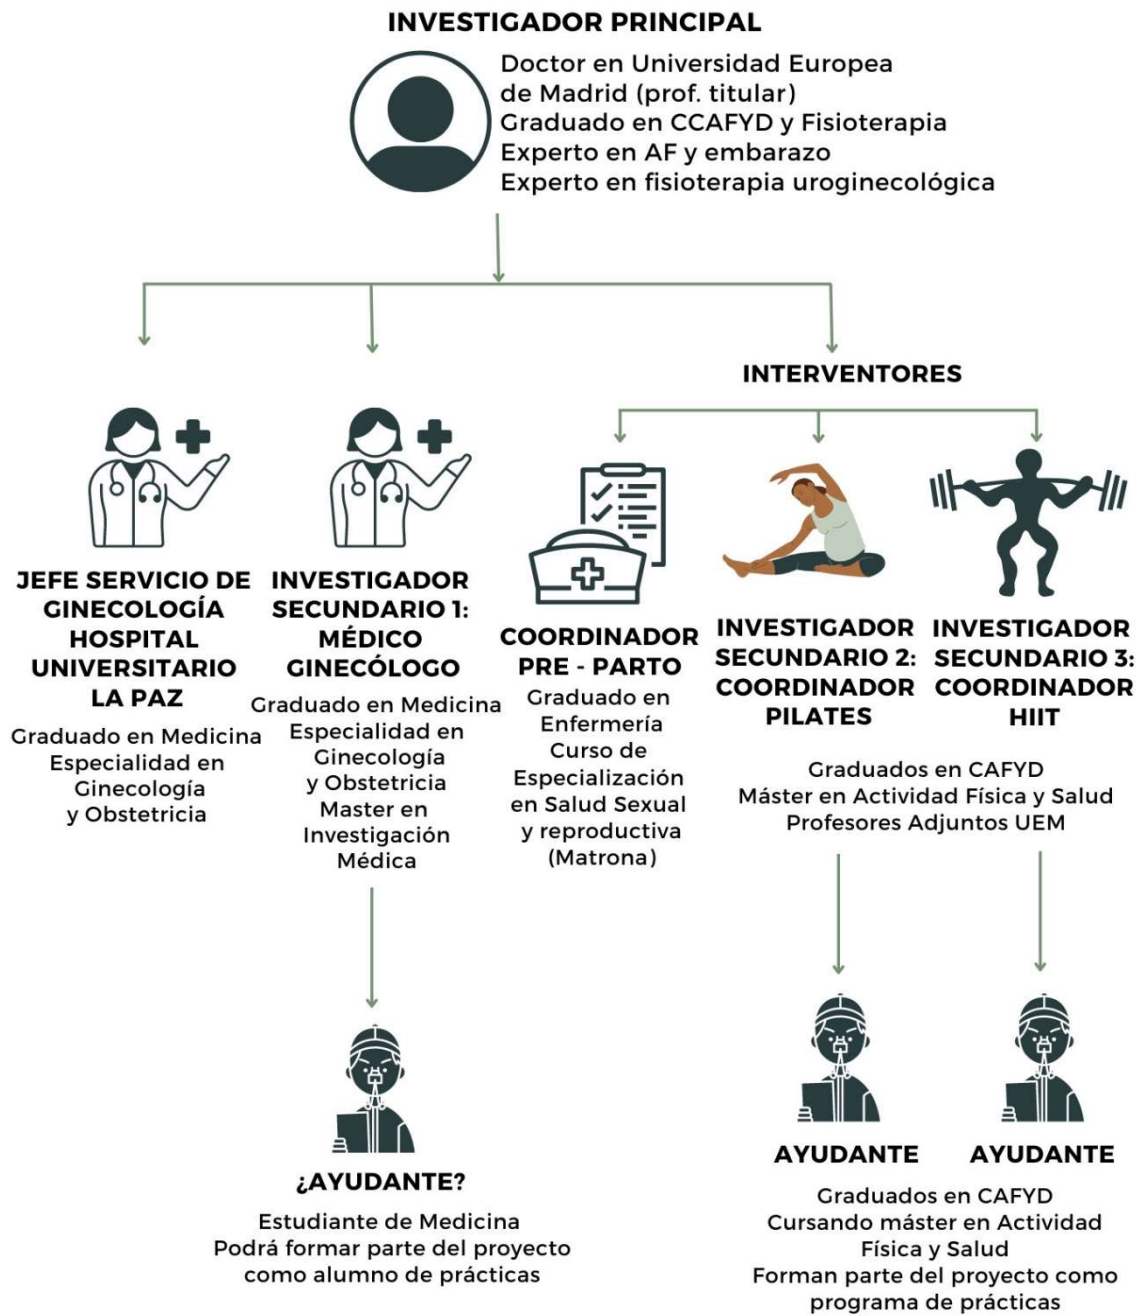 INVESTIGADOR PRINCIPAL
Doctor en Universidad Europea
de Madrid (prof. titular)
Graduado en CCAFYD y Fisioterapia
Experto en AF y embarazo
Experto en fisioterapia uroginecológica
INTERVENTORES
JEFE SERVICIO DE
GINECOLOGÍA
HOSPITAL
UNIVERSITARIO
LA PAZ
Graduado en Medicina
Especialidad en
Ginecología
y Obstetricia
INVESTIGADOR
SECUNDARIO 1:
MÉDICO
GINECÓLOGO
Graduado en Medicina
Especialidad en
Ginecología
y Obstetricia
Master en
Investigación
Médica
COORDINADOR
PRE - PARTO
Graduado en
Enfermería
Curso de
Especialización
en Salud Sexual
y reproductiva
(Matrona)
INVESTIGADOR
SECUNDARIO 2:
COORDINADOR
PILATES
INVESTIGADOR
SECUNDARIO 3:
COORDINADOR
HIIT
Graduados en CAFYD
Máster en Actividad Física y Salud
Profesores Adjuntos UEM
¿AYUDANTE?
Estudiante de Medicina
Podrá formar parte del proyecto
como alumno de prácticas
AYUDANTE
AYUDANTE
Graduados en CAFYD
Cursando máster en Actividad
Física y Salud
Forman parte del proyecto como
programa de prácticas